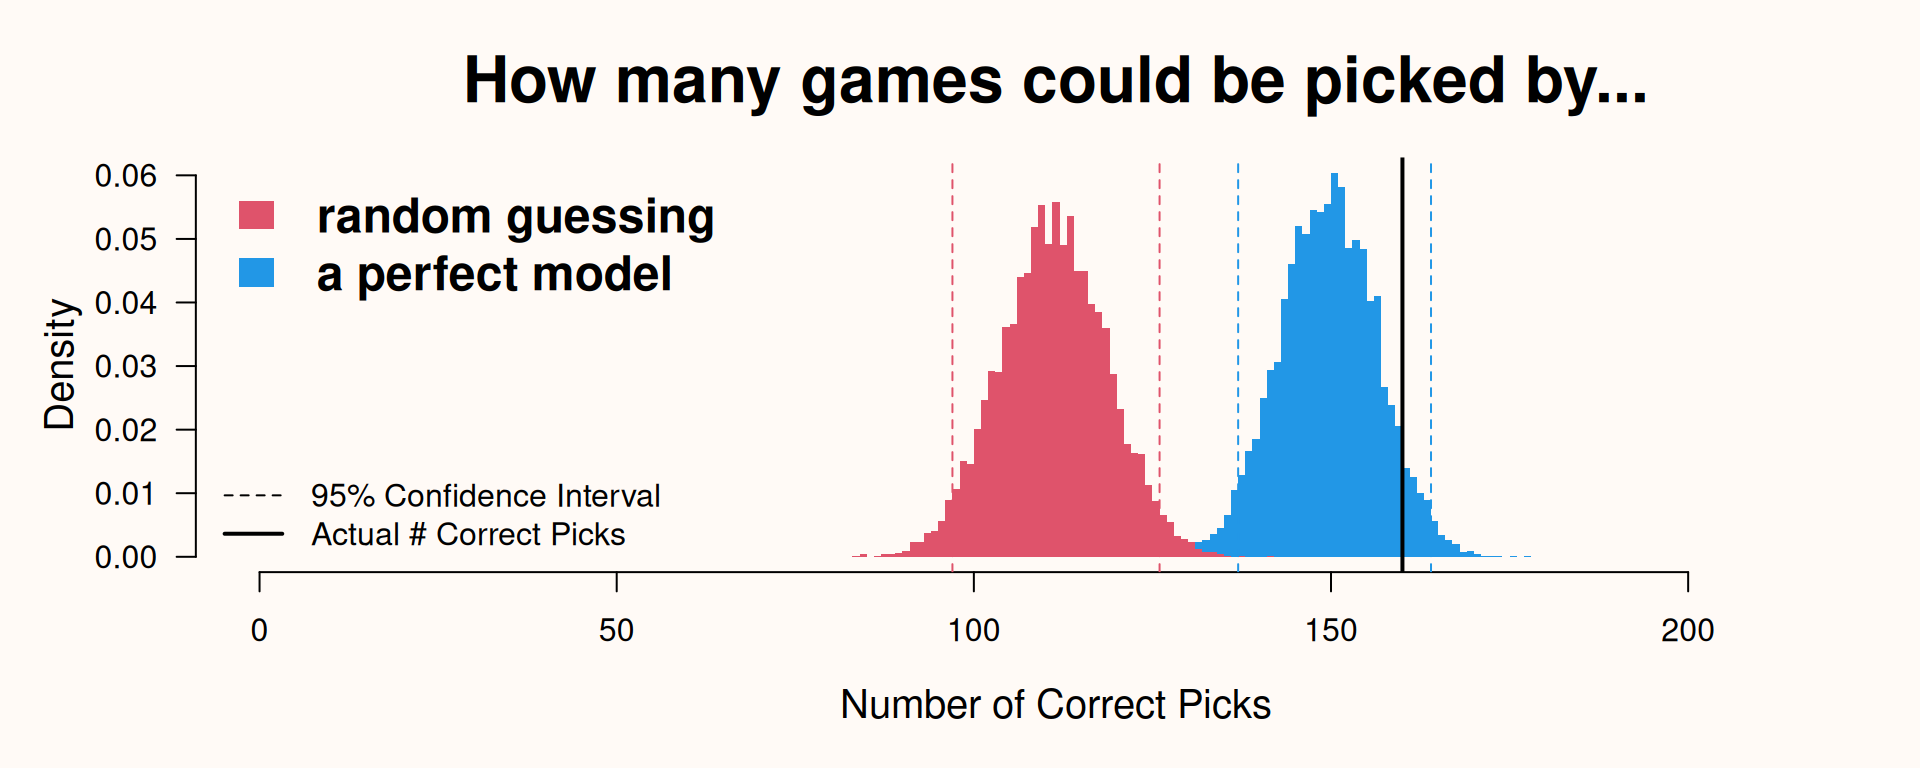 How many games could be picked by...
random guessing
a perfect model
95% Confidence Interval
Actual # Correct Picks
Density
0.06
0.05
0.04
0.03
0.02
0.01
0.00
0 50 100 150 200
Number of Correct Picks